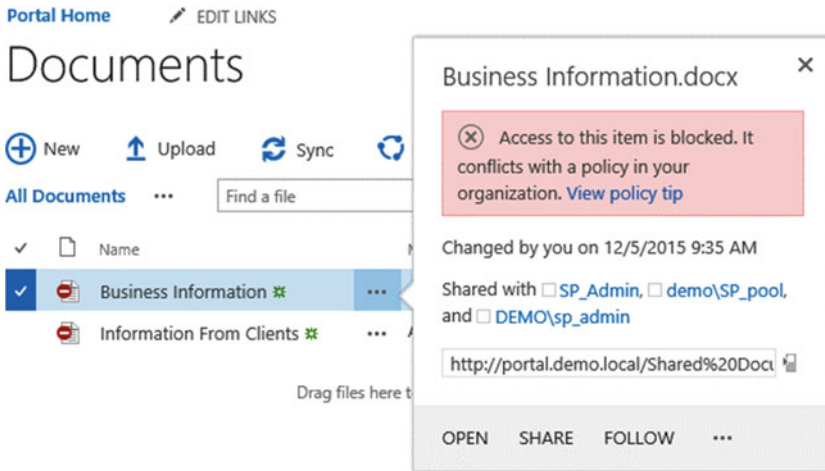 Portal Home EDIT LINKS
Documents
New Upload Sync
All Documents ... Find a file
Name
Business Information ...
Information From Clients ...
Drag files here t
Business Information.docx
Access to this item is blocked. It
conflicts with a policy in your
organization. View policy tip
Changed by you on 12/5/2015 9:35 AM
Shared with SP_Admin, demo\SP_pool,
and DEMO\sp_admin
http://portal.demo.local/Shared%20Docu
OPEN SHARE FOLLOW ...